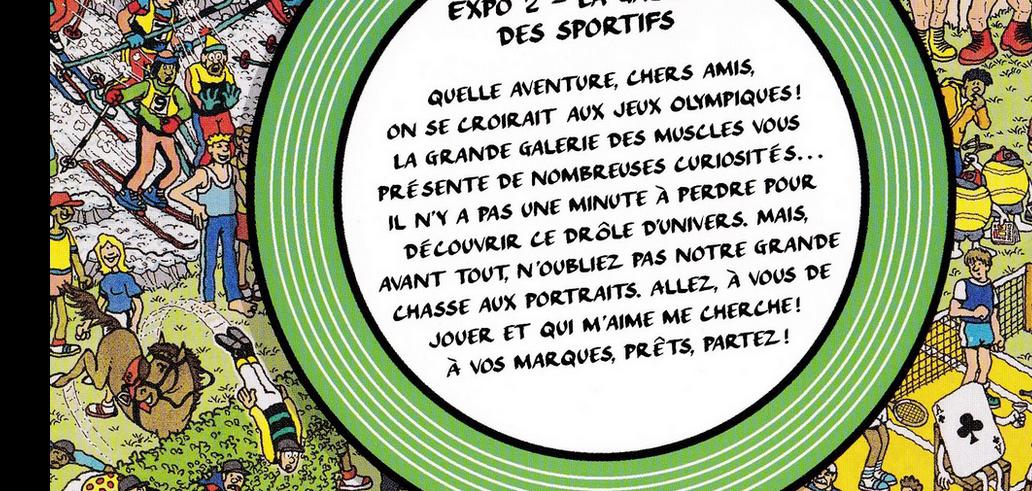 EXPO 2 - LA
DES SPORTIFS
QUELLE AVENTURE, CHERS AMIS,
ON SE CROIRAIT AUX JEUX OLYMPIQUES!
LA GRANDE GALERIE DES MUSCLES VOUS
PRÉSENTE DE NOMBREUSES CURIOSITÉS...
IL N'Y A PAS UNE MINUTE À PERDRE POUR
DÉCOUVRIR CE DRÔLE D'UNIVERS. MAIS,
AVANT TOUT, N'OUBLIEZ PAS NOTRE GRANDE
CHASSE AUX PORTRAITS. ALLEZ, À VOUS DE
JOUER ET QUI M'AIME ME CHERCHE!
À VOS MARQUES, PRÊTS, PARTEZ!
9